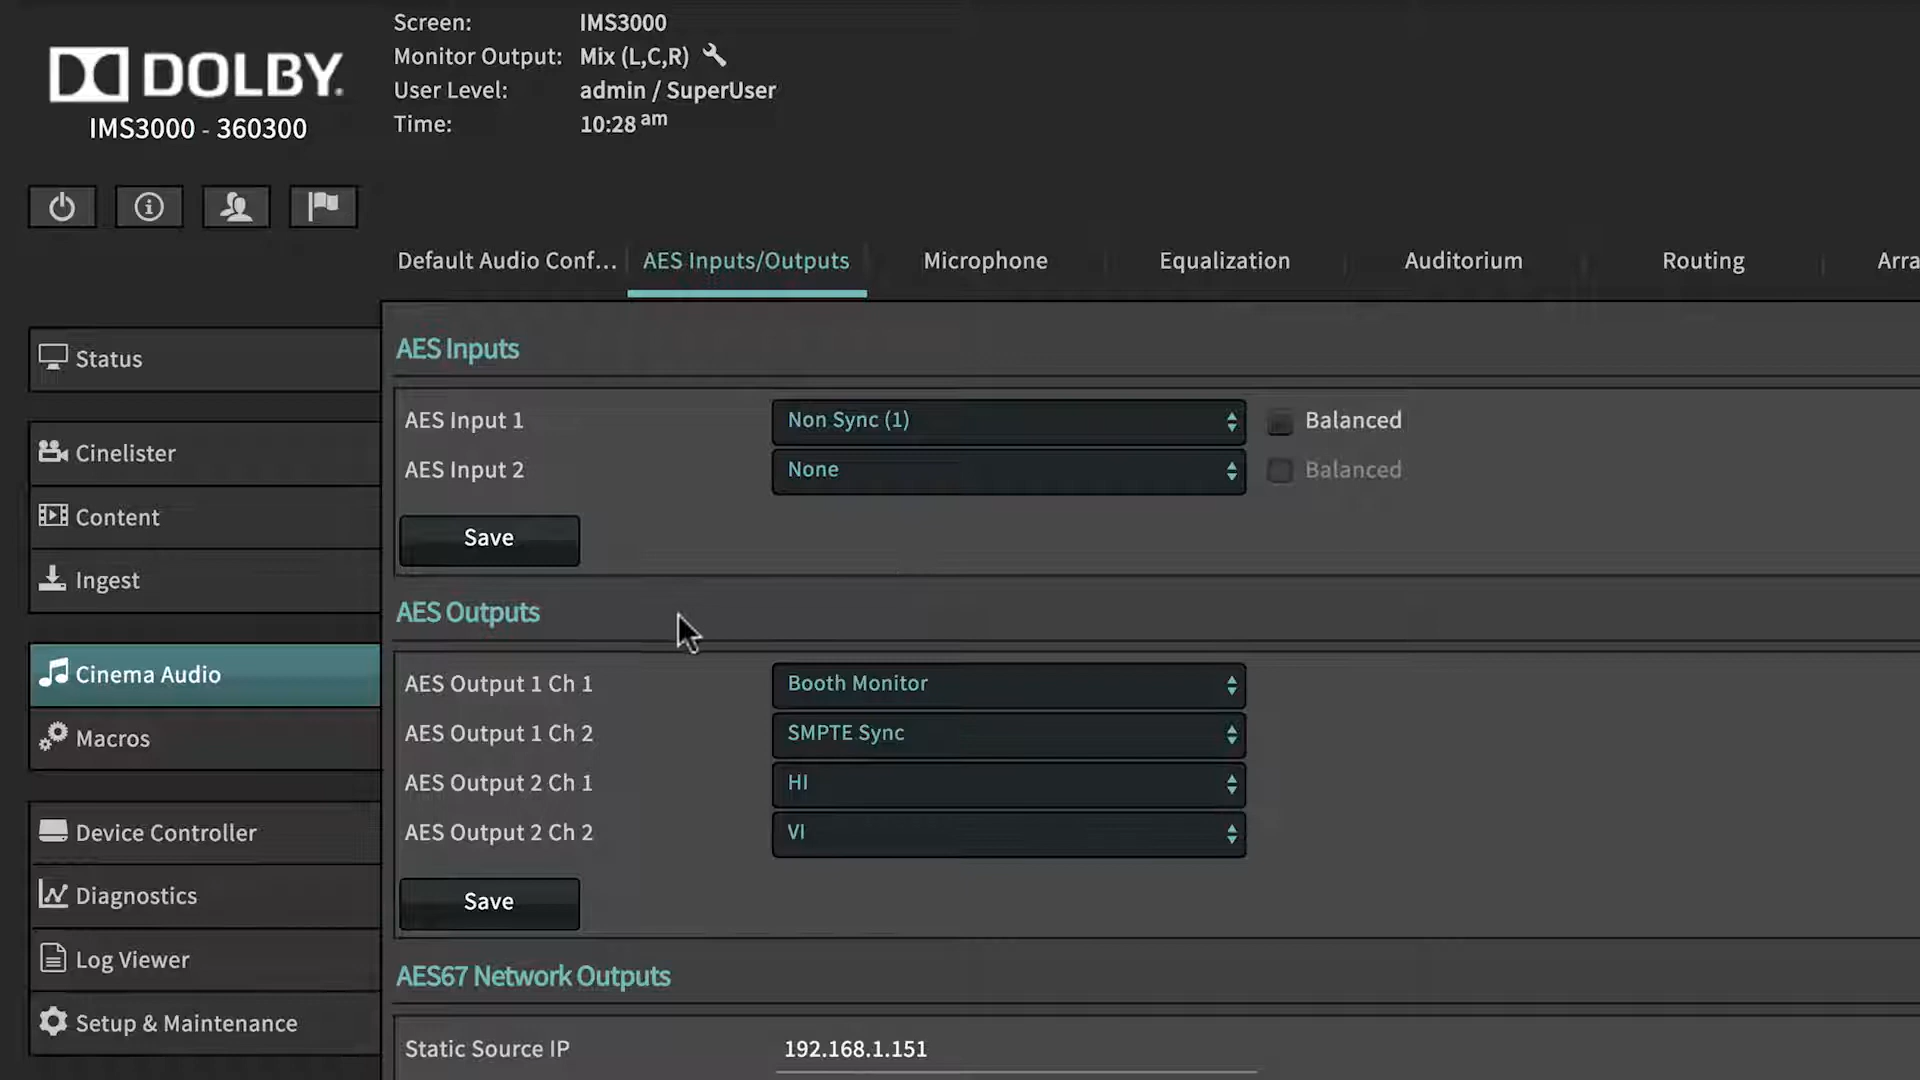 Screen: IMS3000
Monitor Output: Mix (L,C,R)
User Level: admin / SuperUser
Time: 10:28 am
DOLBY.
IMS3000 - 360300
Default Audio Conf... AES Inputs/Outputs Microphone Equalization Auditorium Routing Arra
Status
Cinelister
Content
Ingest
Cinema Audio
Macros
Device Controller
Diagnostics
Log Viewer
Setup & Maintenance
AES Inputs
AES Input 1 Non Sync (1) Balanced
AES Input 2 None Balanced
Save
AES Outputs
AES Output 1 Ch 1 Booth Monitor
AES Output 1 Ch 2 SMPTE Sync
AES Output 2 Ch 1 HI
AES Output 2 Ch 2 VI
Save
AES67 Network Outputs
Static Source IP 192.168.1.151